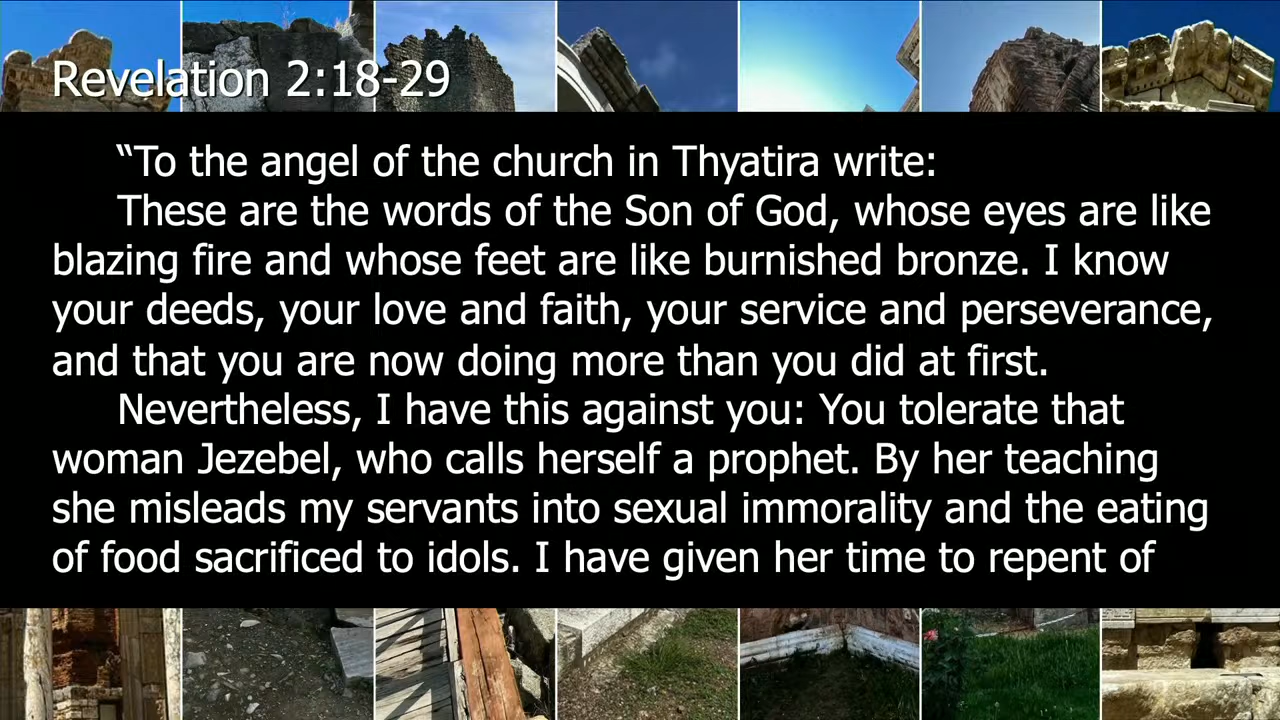 Revelation 2:18-29
“To the angel of the church in Thyatira write:
These are the words of the Son of God, whose eyes are like
blazing fire and whose feet are like burnished bronze. I know
your deeds, your love and faith, your service and perseverance,
and that you are now doing more than you did at first.
Nevertheless, I have this against you: You tolerate that
woman Jezebel, who calls herself a prophet. By her teaching
she misleads my servants into sexual immorality and the eating
of food sacrificed to idols. I have given her time to repent of